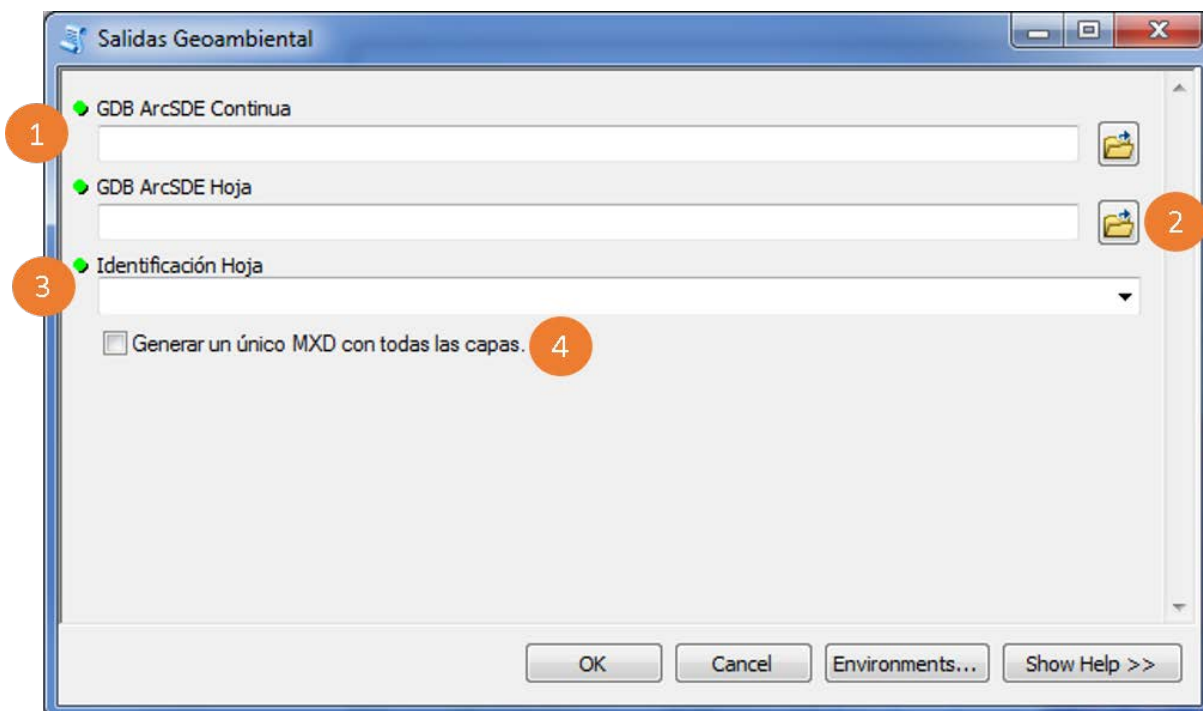 Salidas Geoambiental
GDB ArcSDE Continua
1
GDB ArcSDE Hoja
2
Identificación Hoja
3
Generar un único MXD con todas las capas.
4
OK
Cancel
Environments...
Show Help >>